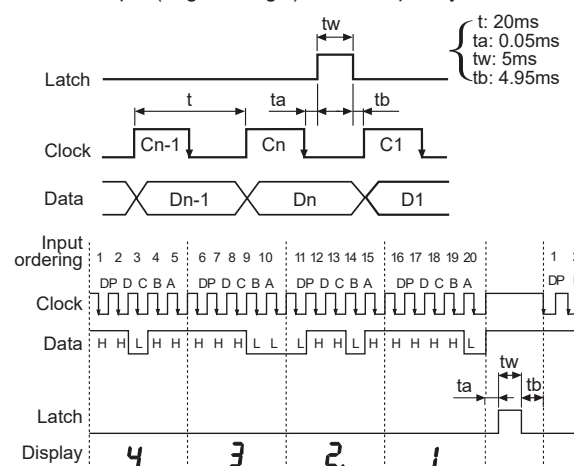 tw
t: 20ms
ta: 0.05ms
tw: 5ms
tb: 4.95ms
Latch
t ta tb
Clock Cn-1 Cn C1
Data Dn-1 Dn D1
Input
ordering 1 2 3 4 5 6 7 8 9 10 11 12 13 14 15 16 17 18 19 20 1
DP D C B A DP D C B A DP D C B A DP D C B A DP
Clock
Data H H L H H H H H L L L H H L H H H H H L
tw
ta tb
Latch
Display 4 3 2. 1